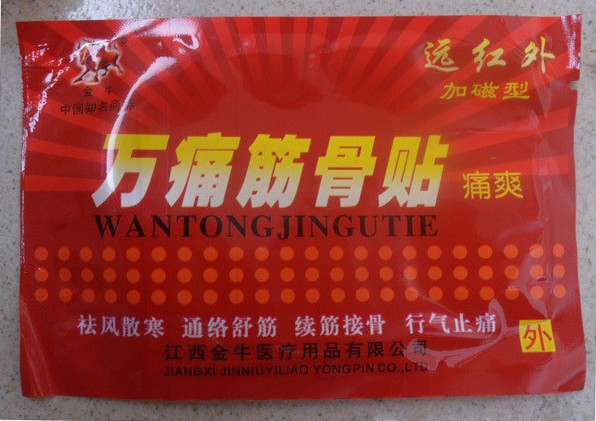 金牛
中国知名商标
远红外
加磁型
万痛筋骨贴
痛爽
WANTONGJINGUTIE
祛风散寒 通络舒筋 续筋接骨 行气止痛
江西金牛医疗用品有限公司
JIANGXI JINNIUYILIAO YONGPIN CO.,LTD
外